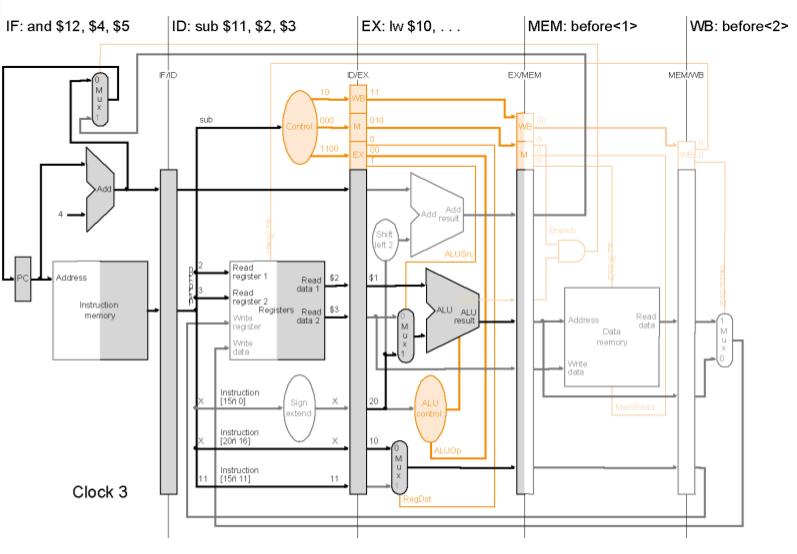 IF: and $12, $4, $5
ID: sub $11, $2, $3
EX: lw $10, . . .
MEM: before<1>
WB: before<2>
IF/ID
ID/EX
EX/MEM
MEM/WB
0
M
u
x
1
10
WB
11
000
M
010
1100
EX
00
1
Control
sub
WB
00
M
0
0
0
WB
0
0
Add
4
Add
Add
result
Shift
left 2
Branch
ALUSrc
PC
Address
Instruction
memory
2
Read
register 1
3
Read
register 2
Registers
Write
register
Write
data
Read
data 1
Read
data 2
$2
$1
$3
0
M
u
x
1
ALU
ALU
result
Address
Data
memory
Read
data
Write
data
1
M
u
x
0
MemRead
X
Instruction
[15ñ 0]
Sign
extend
X
20
ALU
control
ALUOp
X
Instruction
[20ñ 16]
X
10
0
M
u
x
1
11
Instruction
[15ñ 11]
11
RegDst
Clock 3